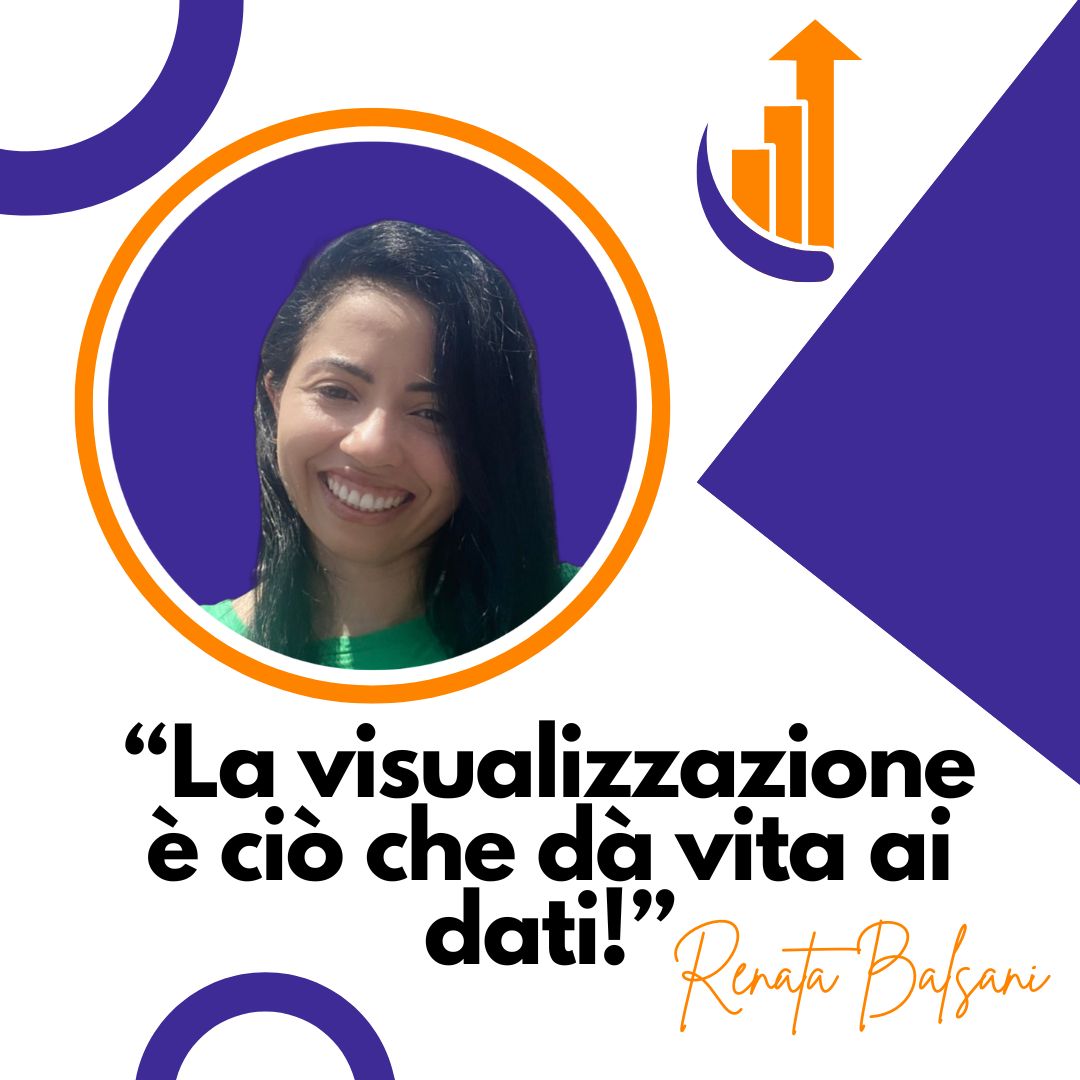 “La visualizzazione
è ciò che dà vita ai
dati!”
Renata Balsani